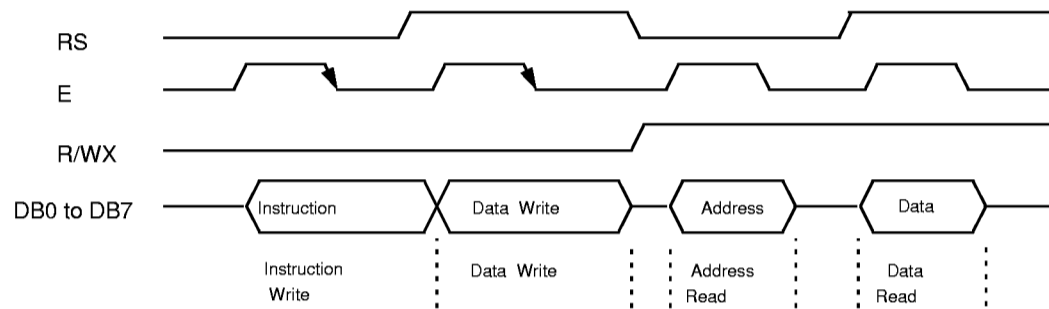 RS
E
R/WX
DB0 to DB7
Instruction
Data Write
Address
Data
Instruction
Write
Data Write
Address
Read
Data
Read